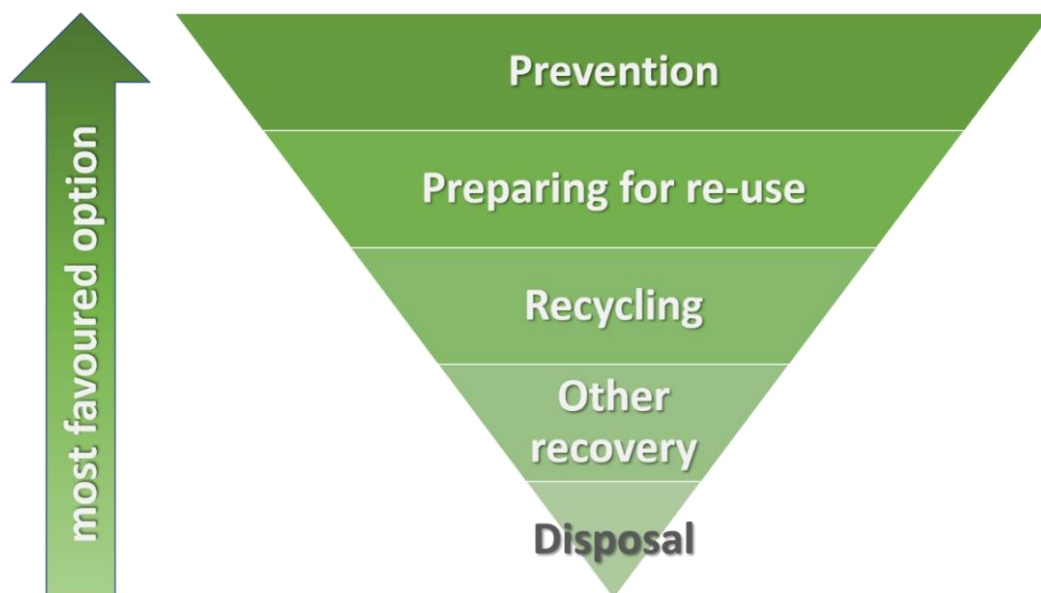 most favoured option
Prevention
Preparing for re-use
Recycling
Other
recovery
Disposal